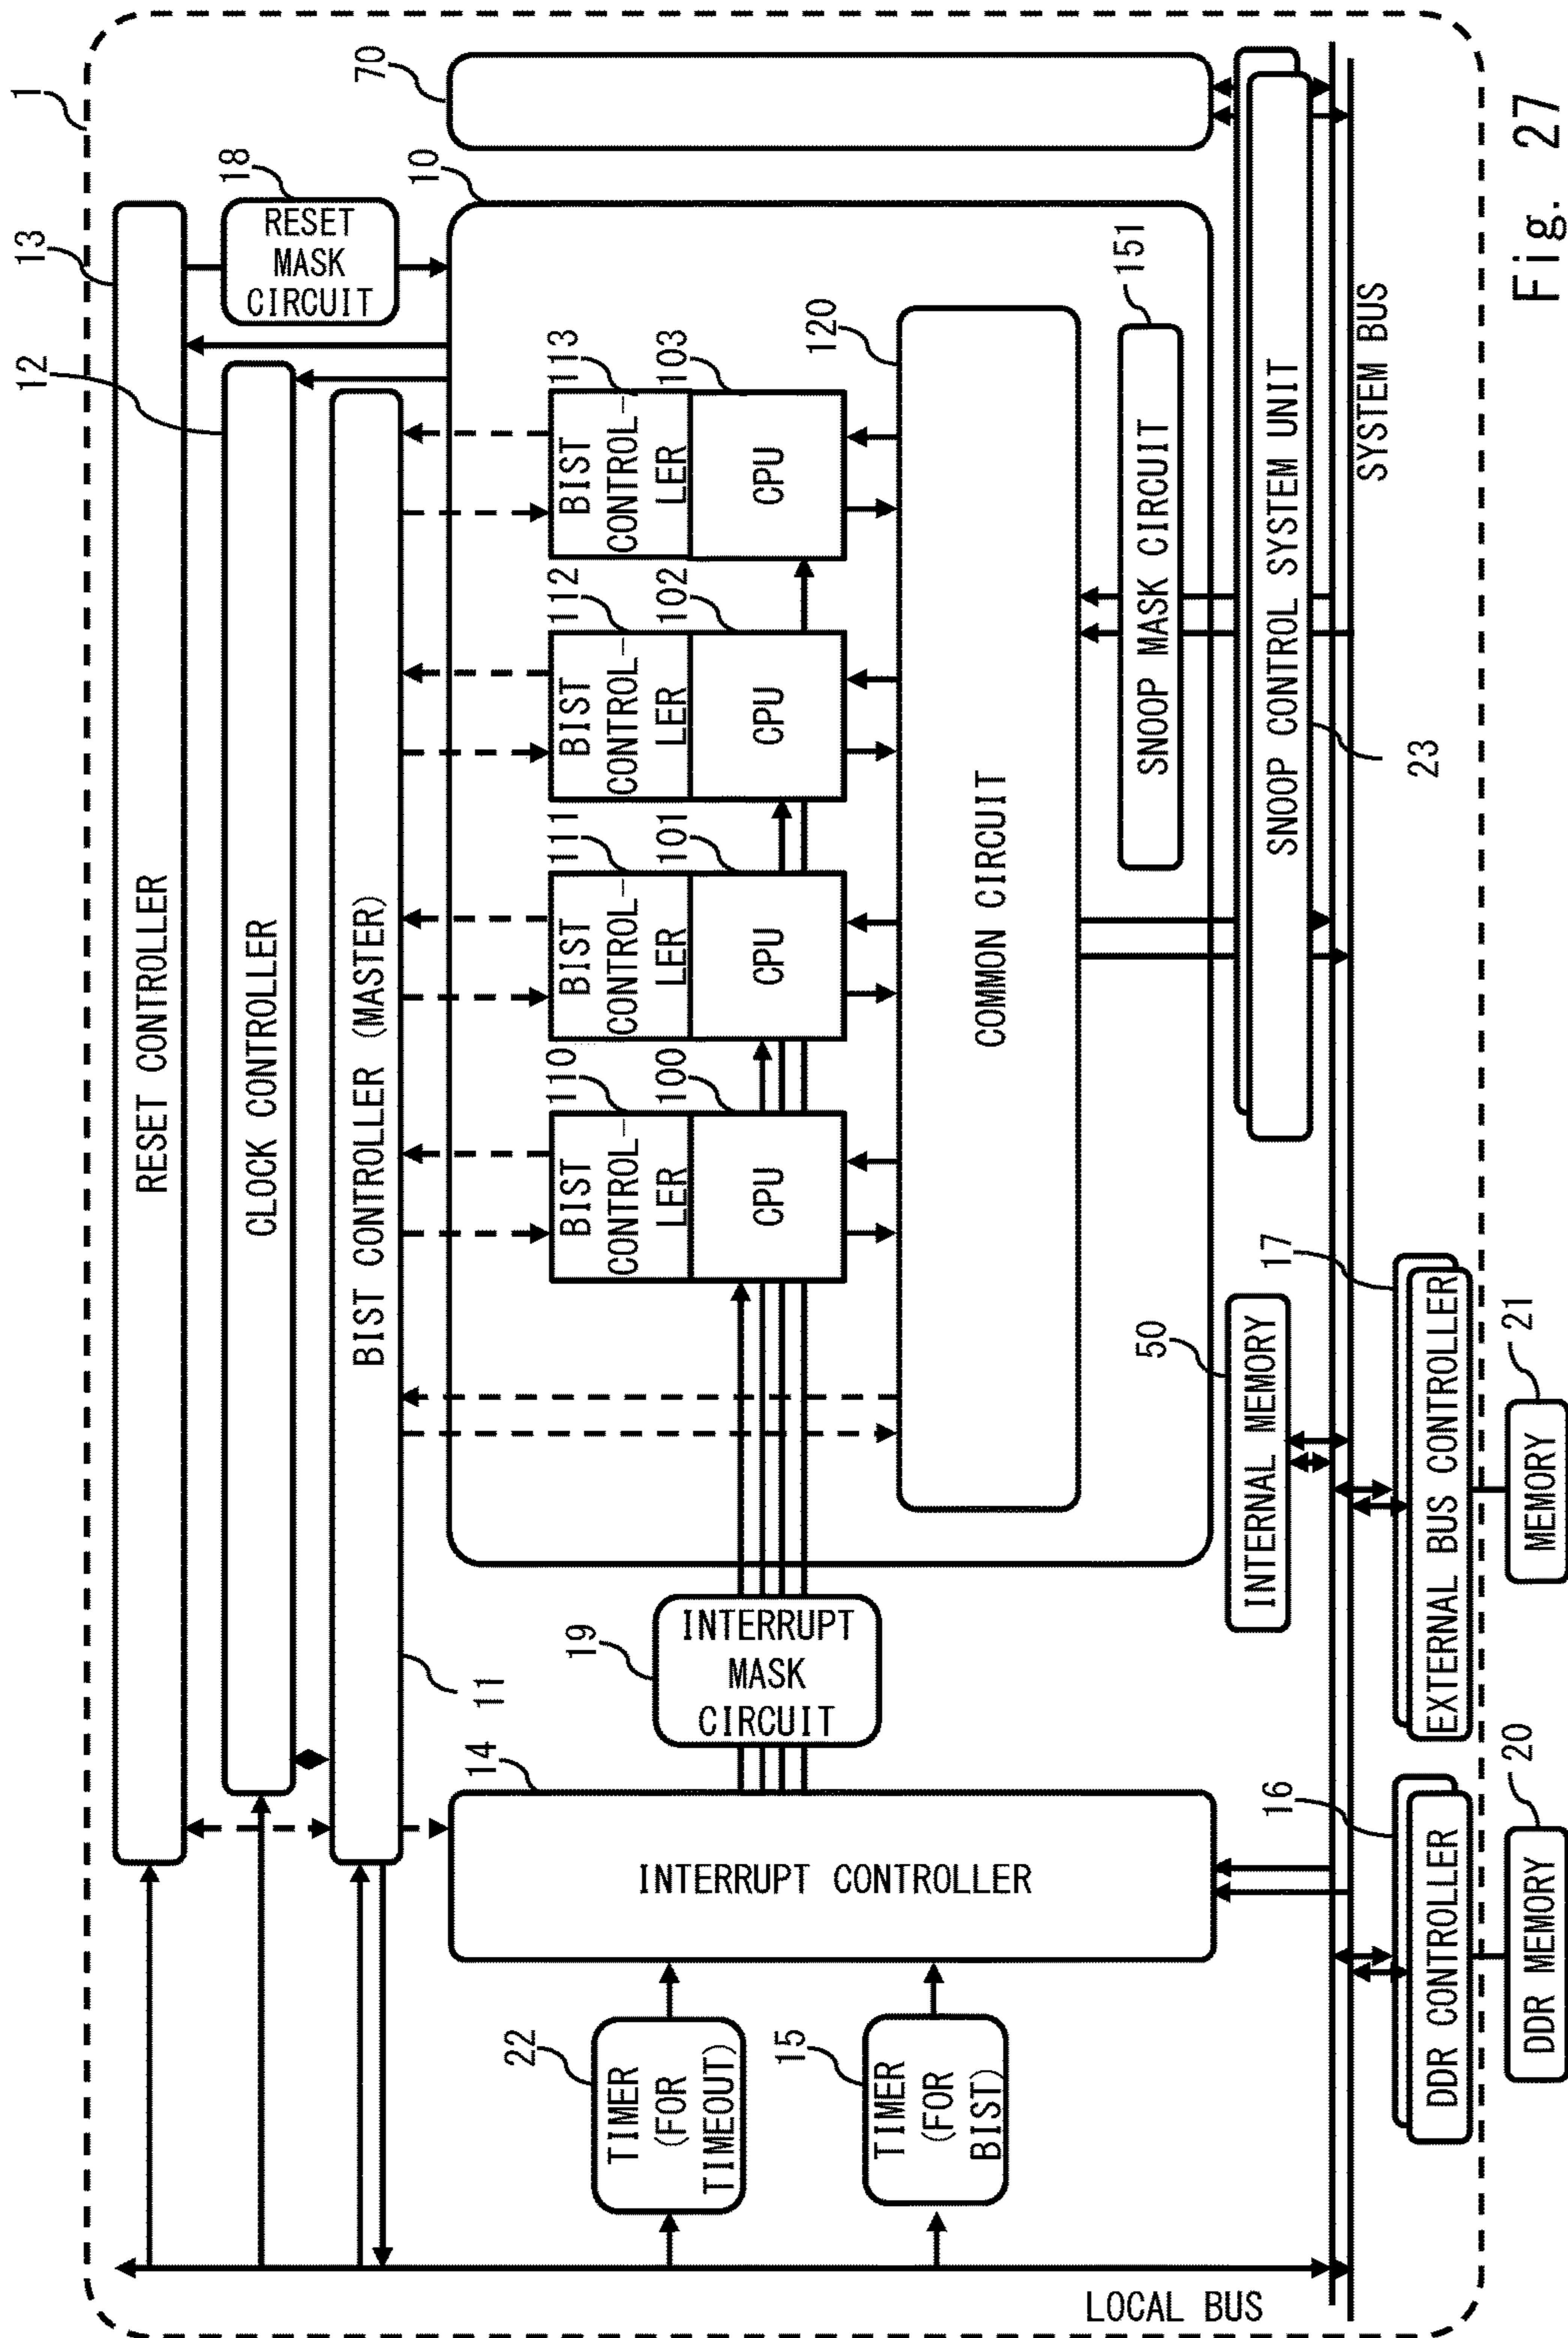 1
RESET CONTROLLER
13
CLOCK CONTROLLER
12
BIST CONTROLLER (MASTER)
11
RESET
MASK
CIRCUIT
18
10
70
TIMER
(FOR
TIMEOUT)
22
TIMER
(FOR
BIST)
15
INTERRUPT CONTROLLER
14
INTERRUPT
MASK
CIRCUIT
19
BIST
CONTROL-
LER
110
CPU
100
BIST
CONTROL-
LER
111
CPU
101
BIST
CONTROL-
LER
112
CPU
102
BIST
CONTROL-
LER
113
CPU
103
COMMON CIRCUIT
120
SNOOP MASK CIRCUIT
151
INTERNAL MEMORY
50
SNOOP CONTROL SYSTEM UNIT
23
LOCAL BUS
SYSTEM BUS
DDR CONTROLLER
16
EXTERNAL BUS CONTROLLER
17
DDR MEMORY
20
MEMORY
21
Fig. 27